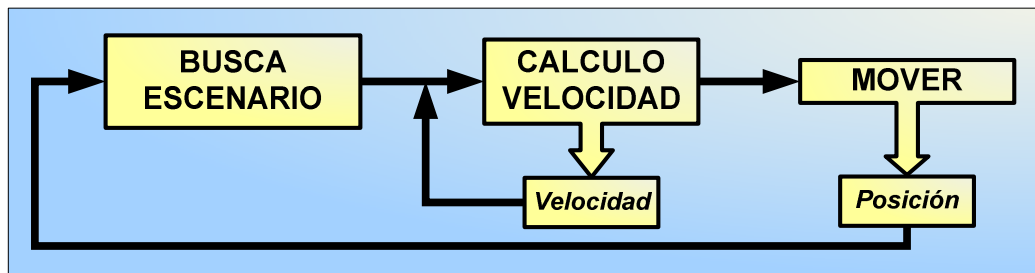 BUSCA
ESCENARIO
CALCULO
VELOCIDAD
MOVER
Velocidad
Posición